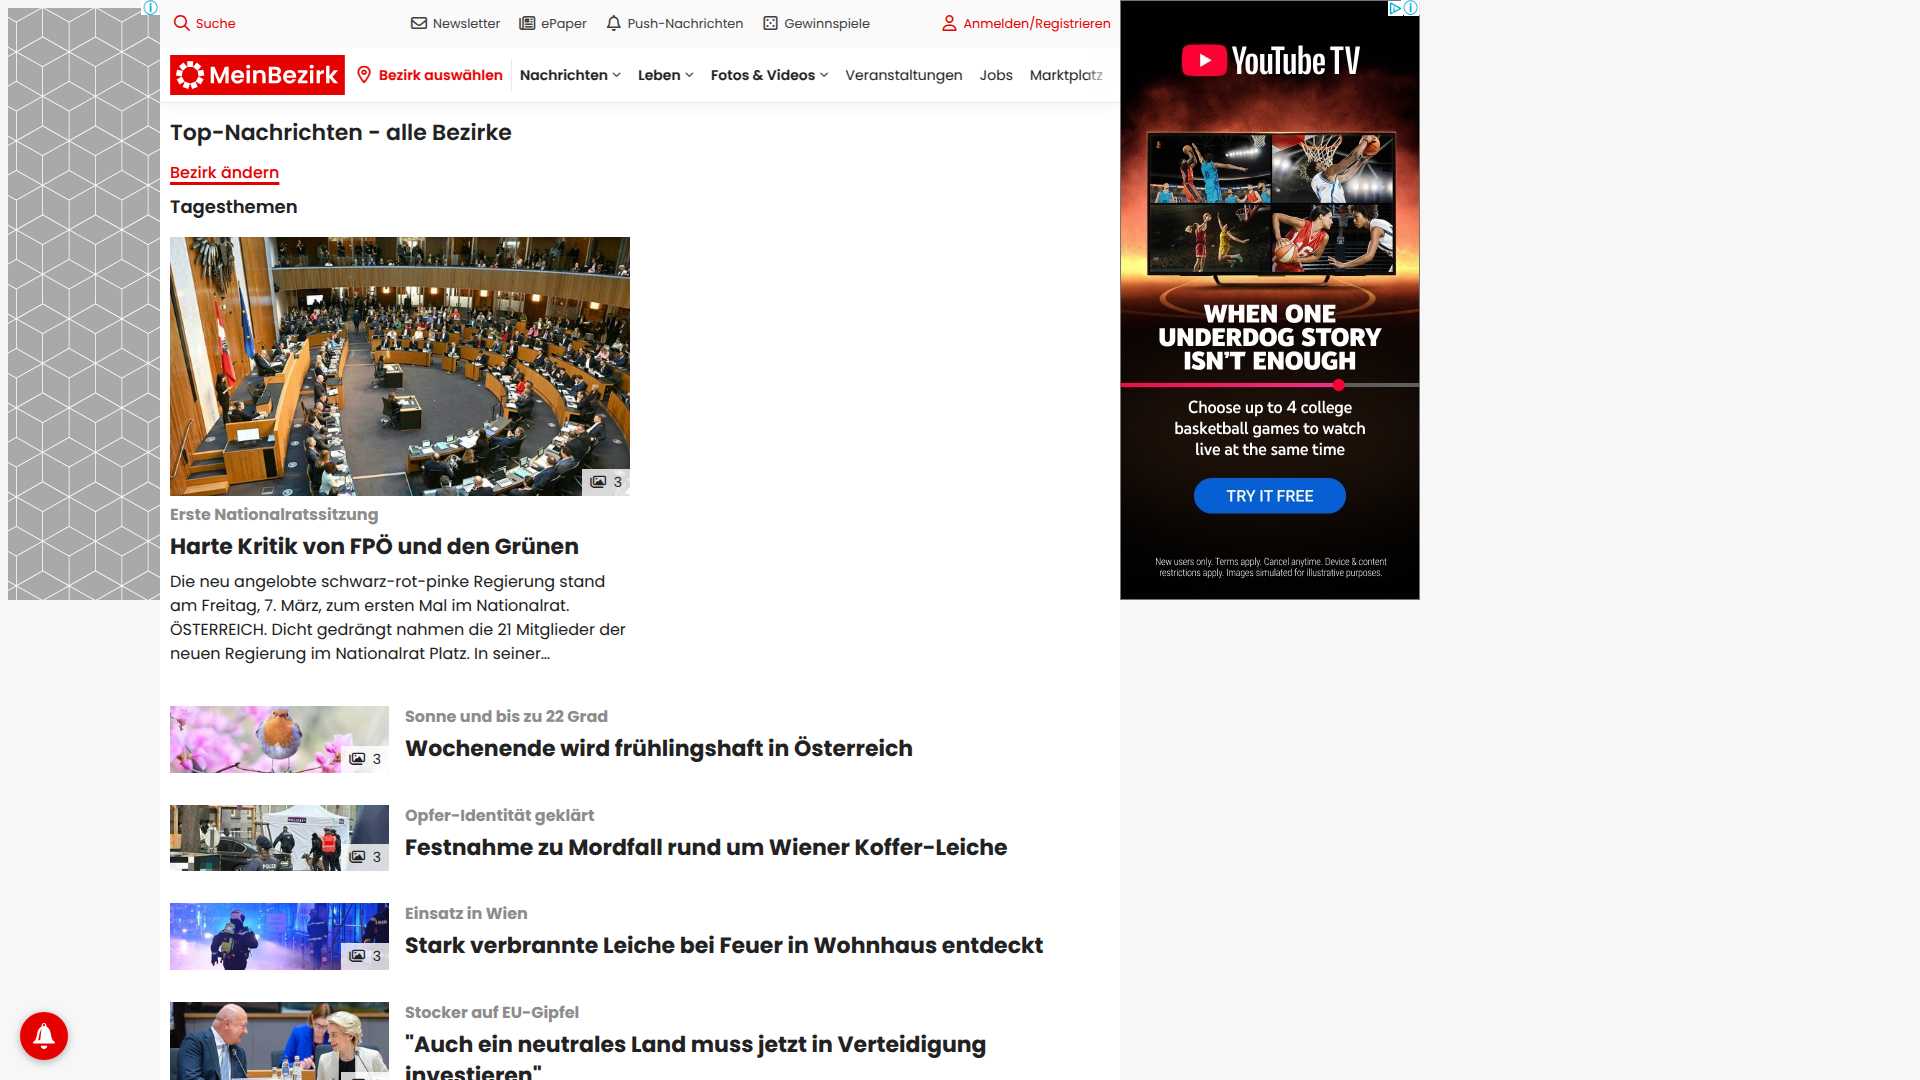 Suche
Newsletter
ePaper
Push-Nachrichten
Gewinnspiele
Anmelden/Registrieren
MeinBezirk
Bezirk auswählen
Nachrichten
Leben
Fotos & Videos
Veranstaltungen
Jobs
Marktplatz
Top-Nachrichten - alle Bezirke
Bezirk ändern
Tagesthemen
3
Erste Nationalratssitzung
Harte Kritik von FPÖ und den Grünen
Die neu angelobte schwarz-rot-pinke Regierung stand
am Freitag, 7. März, zum ersten Mal im Nationalrat.
ÖSTERREICH. Dicht gedrängt nahmen die 21 Mitglieder der
neuen Regierung im Nationalrat Platz. In seiner...
3
Sonne und bis zu 22 Grad
Wochenende wird frühlingshaft in Österreich
3
Opfer-Identität geklärt
Festnahme zu Mordfall rund um Wiener Koffer-Leiche
3
Einsatz in Wien
Stark verbrannte Leiche bei Feuer in Wohnhaus entdeckt
Stocker auf EU-Gipfel
"Auch ein neutrales Land muss jetzt in Verteidigung
investieren"
YouTube TV
WHEN ONE
UNDERDOG STORY
ISN'T ENOUGH
Choose up to 4 college
basketball games to watch
live at the same time
TRY IT FREE
New users only. Terms apply. Cancel anytime. Device & content
restrictions apply. Images simulated for illustrative purposes.